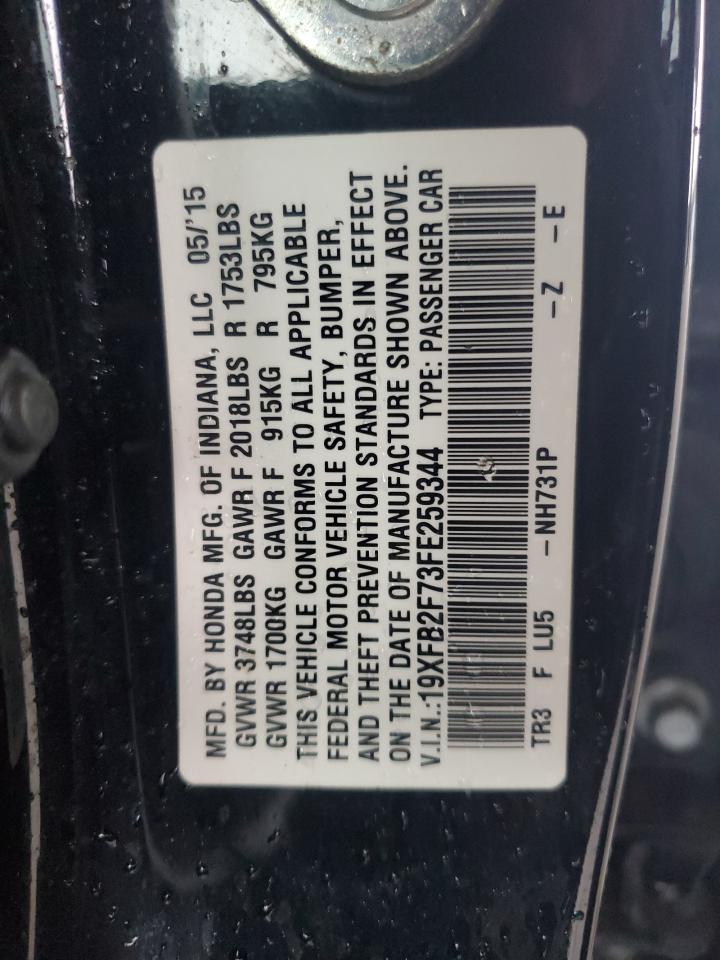 MFD. BY HONDA MFG. OF INDIANA, LLC 05/'15
GVWR 3748LBS GAWR F 2018LBS R 1753LBS
GVWR 1700KG GAWR F 915KG R 795KG
THIS VEHICLE CONFORMS TO ALL APPLICABLE
FEDERAL MOTOR VEHICLE SAFETY, BUMPER,
AND THEFT PREVENTION STANDARDS IN EFFECT
ON THE DATE OF MANUFACTURE SHOWN ABOVE.
V.I.N.:19XFB2F73FE259344 TYPE: PASSENGER CAR
TR3 F LU5 –NH731P –Z –E